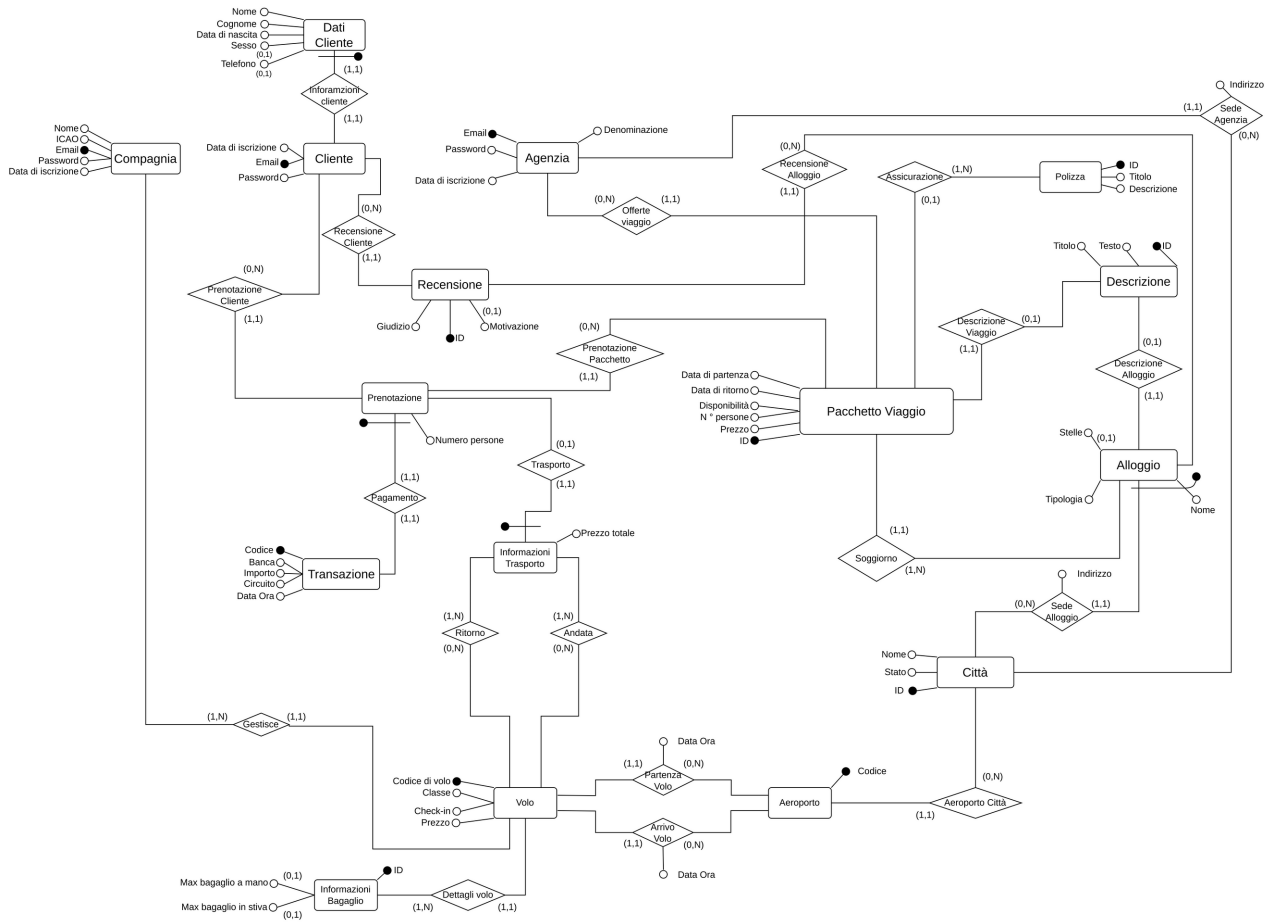 Nome
Cognome
Data di nascita
Sesso
(0,1)
Telefono
(0,1)
Dati
Cliente
(1,1)
Inforamzioni
cliente
(1,1)
Nome
ICAO
Email
Password
Data di iscrizione
Compagnia
Data di iscrizione
Email
Password
Cliente
Email
Password
Data di iscrizione
Agenzia
Denominazione
(0,N)
Recensione
Alloggio
(1,1)
Assicurazione
(1,N)
(0,1)
Polizza
ID
Titolo
Descrizione
Indirizzo
(1,1)
Sede
Agenzia
(0,N)
(0,N)
Recensione
Cliente
(1,1)
(0,N)
Offerte
viaggio
(1,1)
Titolo
Testo
ID
Descrizione
(0,N)
Prenotazione
Cliente
(1,1)
Recensione
Giudizio
ID
(0,1)
Motivazione
(0,N)
Prenotazione
Pacchetto
(1,1)
Descrizione
Viaggio
(0,1)
(1,1)
(0,1)
Descrizione
Alloggio
(1,1)
Data di partenza
Data di ritorno
Disponibilità
N ° persone
Prezzo
ID
Pacchetto Viaggio
Prenotazione
Numero persone
Stelle
(0,1)
Alloggio
Tipologia
Nome
(0,1)
Trasporto
(1,1)
(1,1)
Pagamento
(1,1)
(1,1)
Soggiorno
(1,N)
Codice
Banca
Importo
Circuito
Data Ora
Transazione
Informazioni
Trasporto
Prezzo totale
Indirizzo
(0,N)
Sede
Alloggio
(1,1)
(1,N)
Ritorno
(0,N)
(1,N)
Andata
(0,N)
Nome
Stato
ID
Città
(1,N)
Gestisce
(1,1)
Data Ora
(1,1)
Partenza
Volo
(0,N)
Codice di volo
Classe
Check-in
Prezzo
Volo
Codice
Aeroporto
(0,N)
Aeroporto Città
(1,1)
Arrivo
Volo
(1,1)
(0,N)
Data Ora
Max bagaglio a mano
(0,1)
Max bagaglio in stiva
(0,1)
Informazioni
Bagaglio
ID
Dettagli volo
(1,N)
(1,1)